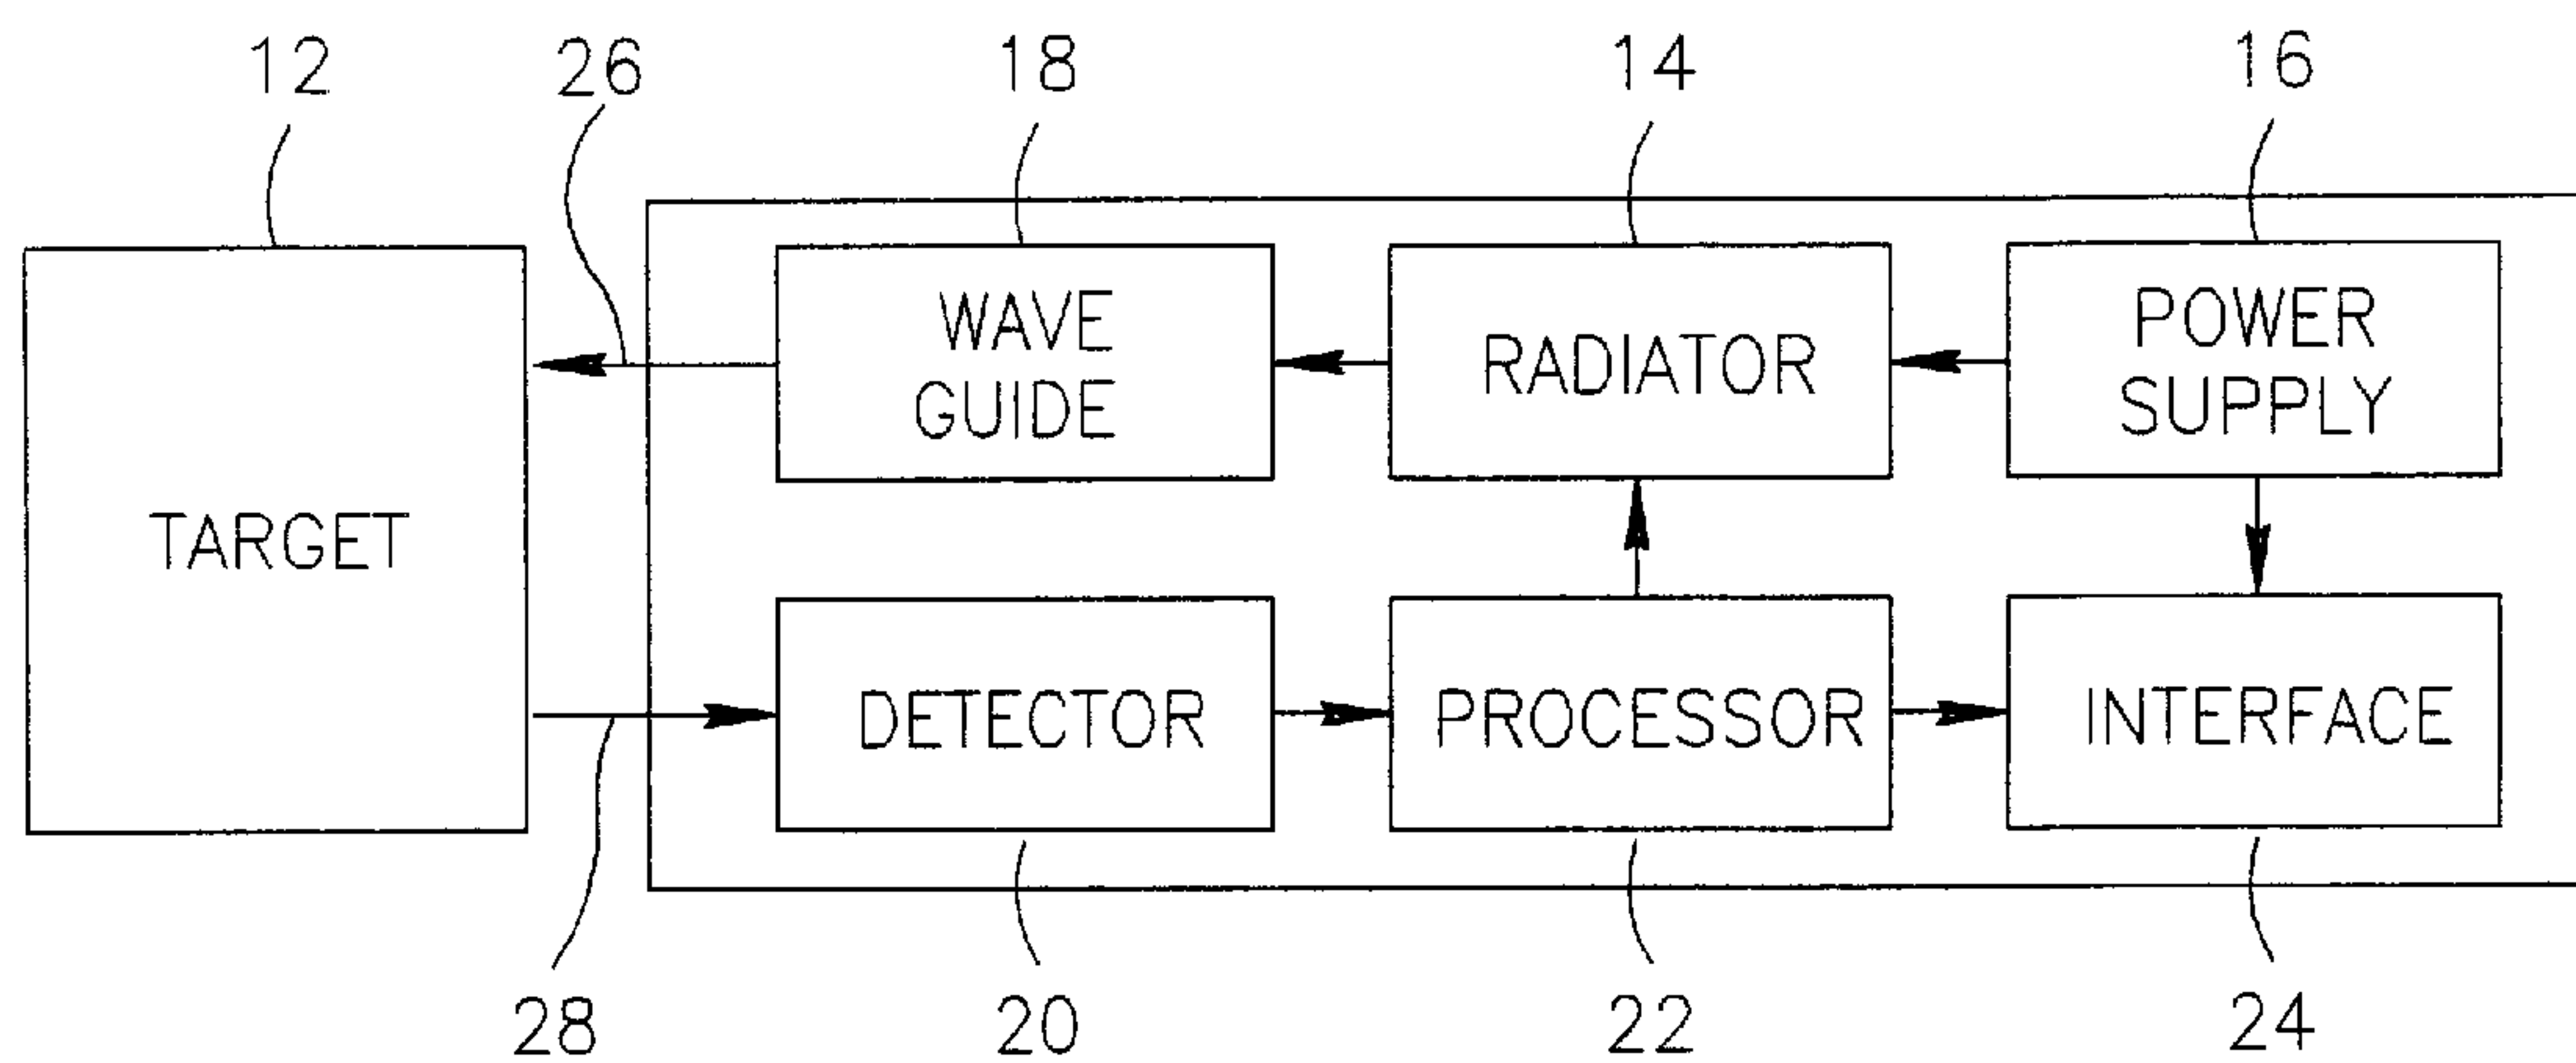 12
26
18
14
16
WAVE
GUIDE
RADIATOR
POWER
SUPPLY
TARGET
DETECTOR
PROCESSOR
INTERFACE
28
20
22
24